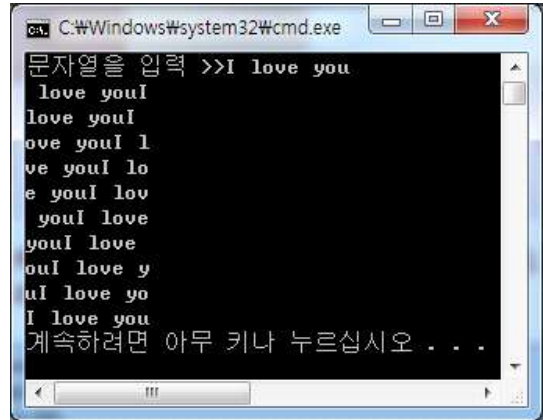 C:₩Windows₩system32₩cmd.exe
문자열을 입력 >>I love you
 love youI
love youI
ove youI l
ve youI lo
e youI lov
 youI love
youI love
ouI love y
uI love yo
I love you
계속하려면 아무 키나 누르십시오 . . .